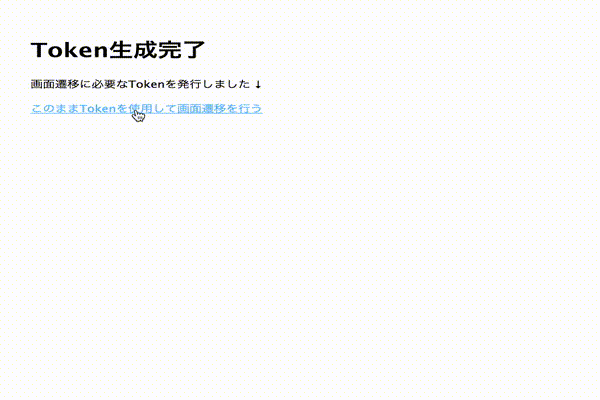 Token生成完了
画面遷移に必要なTokenを発行しました ↓
このままTokenを使用して画面遷移を行う